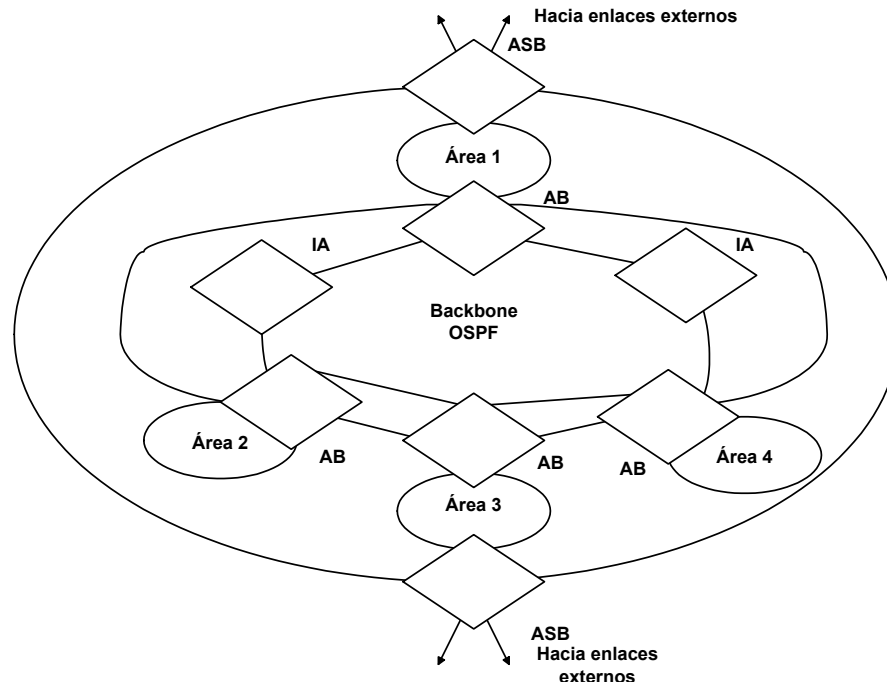 Hacia enlaces externos
ASB
Área 1
AB
IA
IA
Backbone
OSPF
Área 2
AB
AB
AB
Área 4
Área 3
ASB
Hacia enlaces
externos